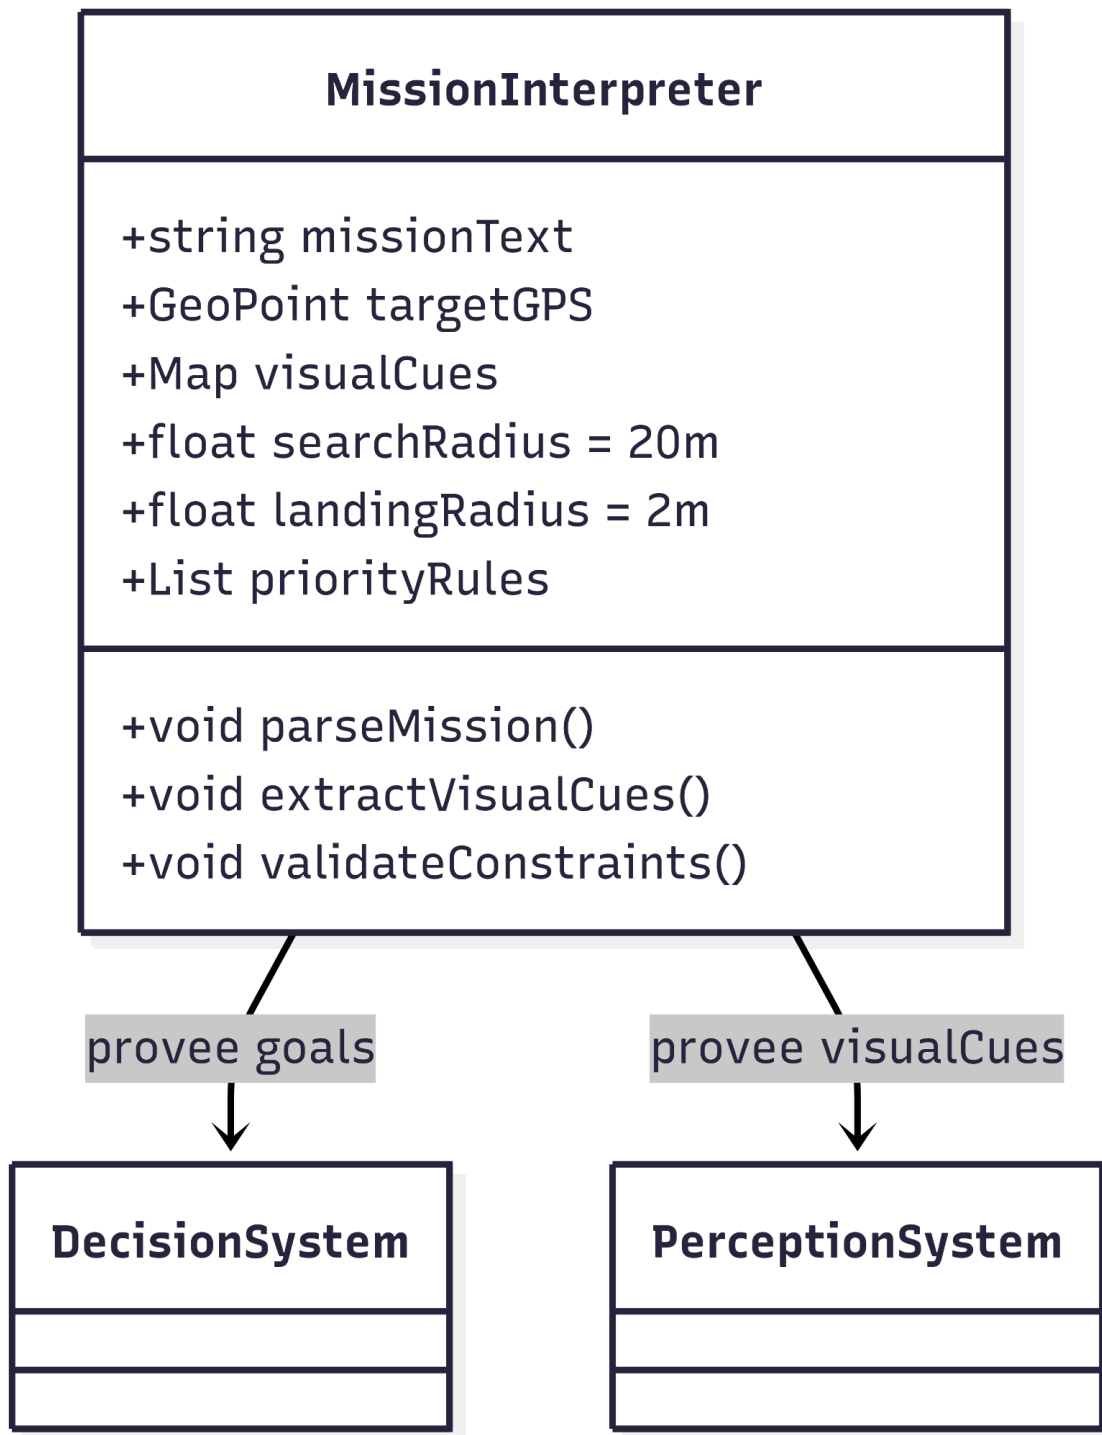 MissionInterpreter
+string missionText
+GeoPoint targetGPS
+Map visualCues
+float searchRadius = 20m
+float landingRadius = 2m
+List priorityRules
+void parseMission()
+void extractVisualCues()
+void validateConstraints()
provee goals
provee visualCues
DecisionSystem
PerceptionSystem